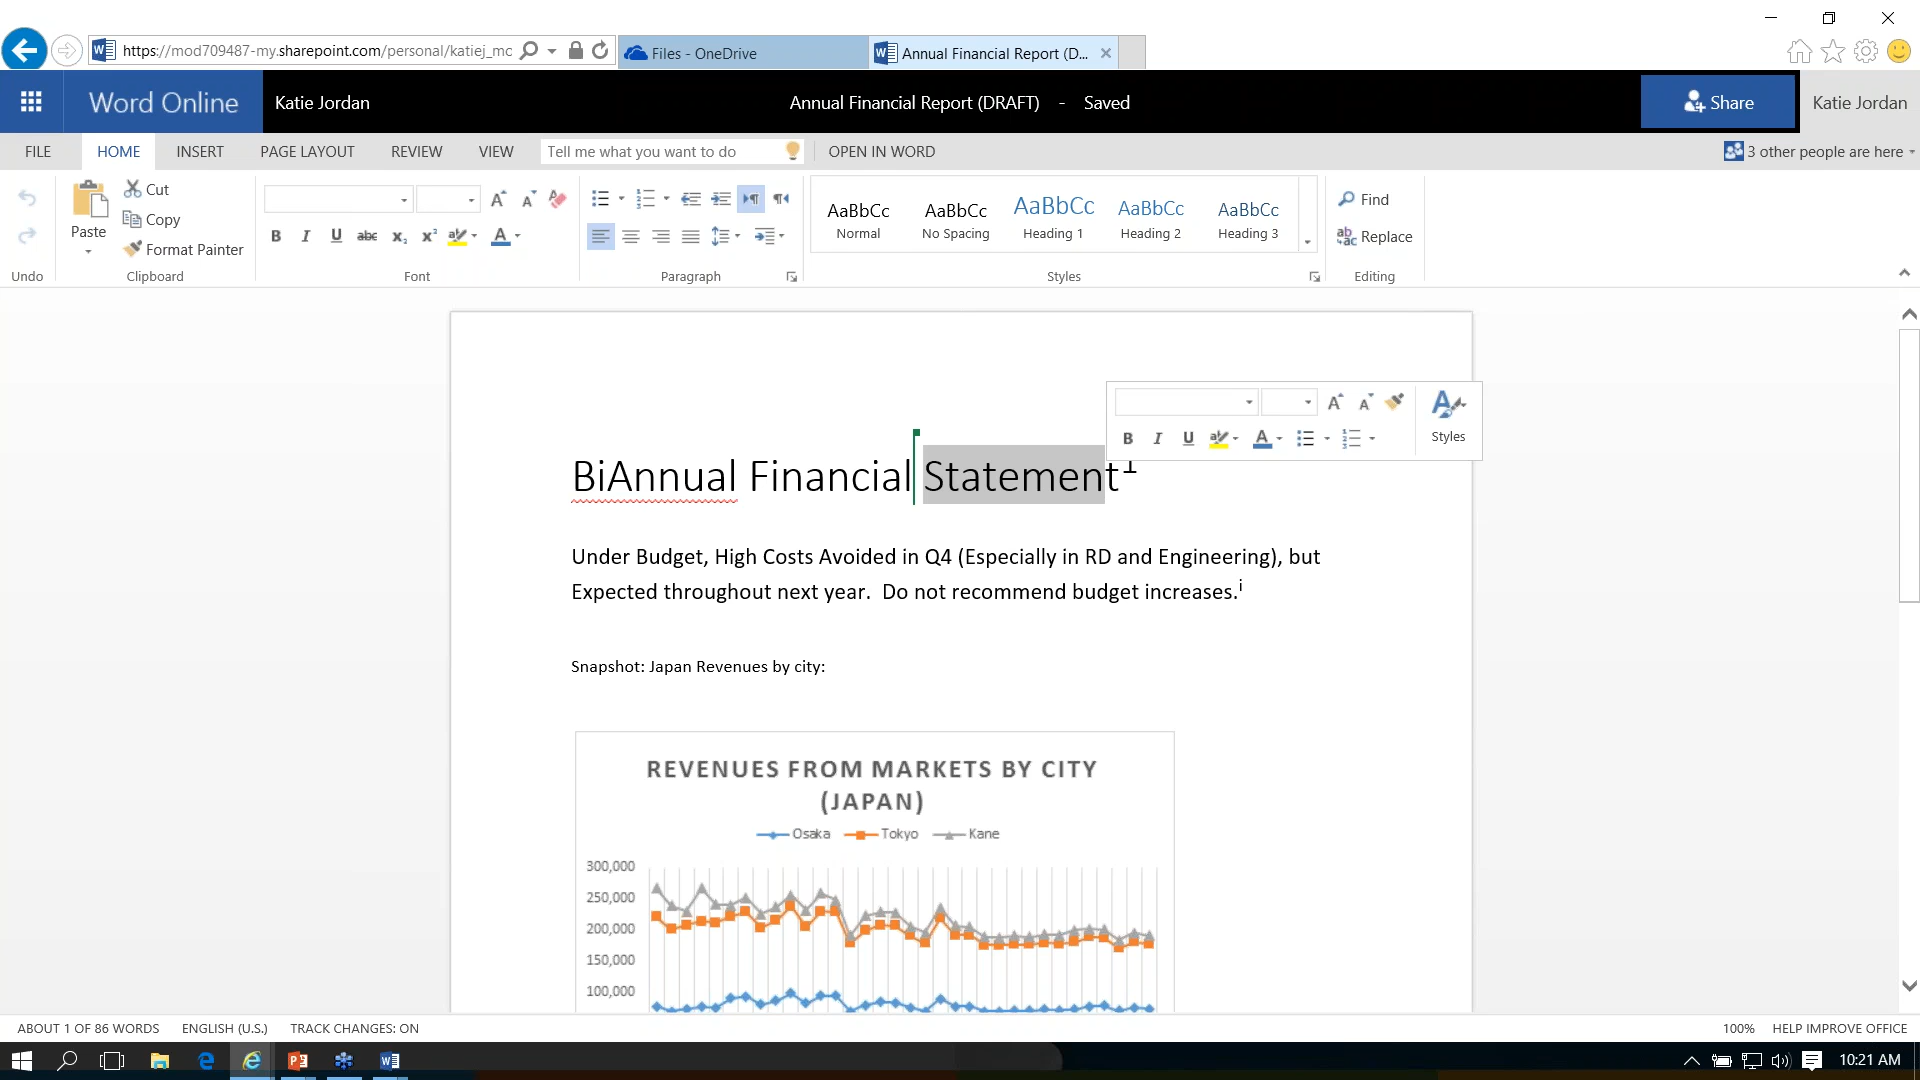 https://mod709487-my.sharepoint.com/personal/katiej_mc
Files - OneDrive
Annual Financial Report (D...
Word Online
Katie Jordan
Annual Financial Report (DRAFT) - Saved
Share
Katie Jordan
FILE HOME INSERT PAGE LAYOUT REVIEW VIEW Tell me what you want to do OPEN IN WORD
3 other people are here
Paste
Cut
Copy
Format Painter
AaBbCc AaBbCc AaBbCc AaBbCc AaBbCc
Normal No Spacing Heading 1 Heading 2 Heading 3
Find
Replace
Undo Clipboard Font Paragraph Styles Editing
Styles
BiAnnual Financial Statement
Under Budget, High Costs Avoided in Q4 (Especially in RD and Engineering), but
Expected throughout next year. Do not recommend budget increases.i
Snapshot: Japan Revenues by city:
REVENUES FROM MARKETS BY CITY
(JAPAN)
Osaka Tokyo Kane
300,000
250,000
200,000
150,000
100,000
ABOUT 1 OF 86 WORDS ENGLISH (U.S.) TRACK CHANGES: ON
100% HELP IMPROVE OFFICE
10:21 AM